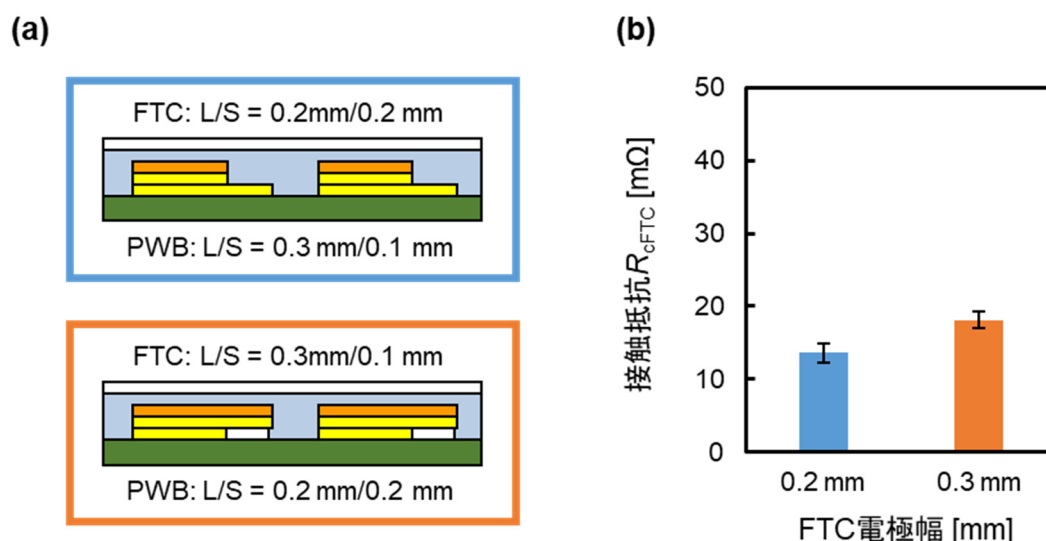 (a)
FTC: L/S = 0.2mm/0.2 mm
PWB: L/S = 0.3 mm/0.1 mm
FTC: L/S = 0.3mm/0.1 mm
PWB: L/S = 0.2 mm/0.2 mm
(b)
接触抵抗RcFTC [mΩ]
50
40
30
20
10
0
0.2 mm
0.3 mm
FTC電極幅 [mm]